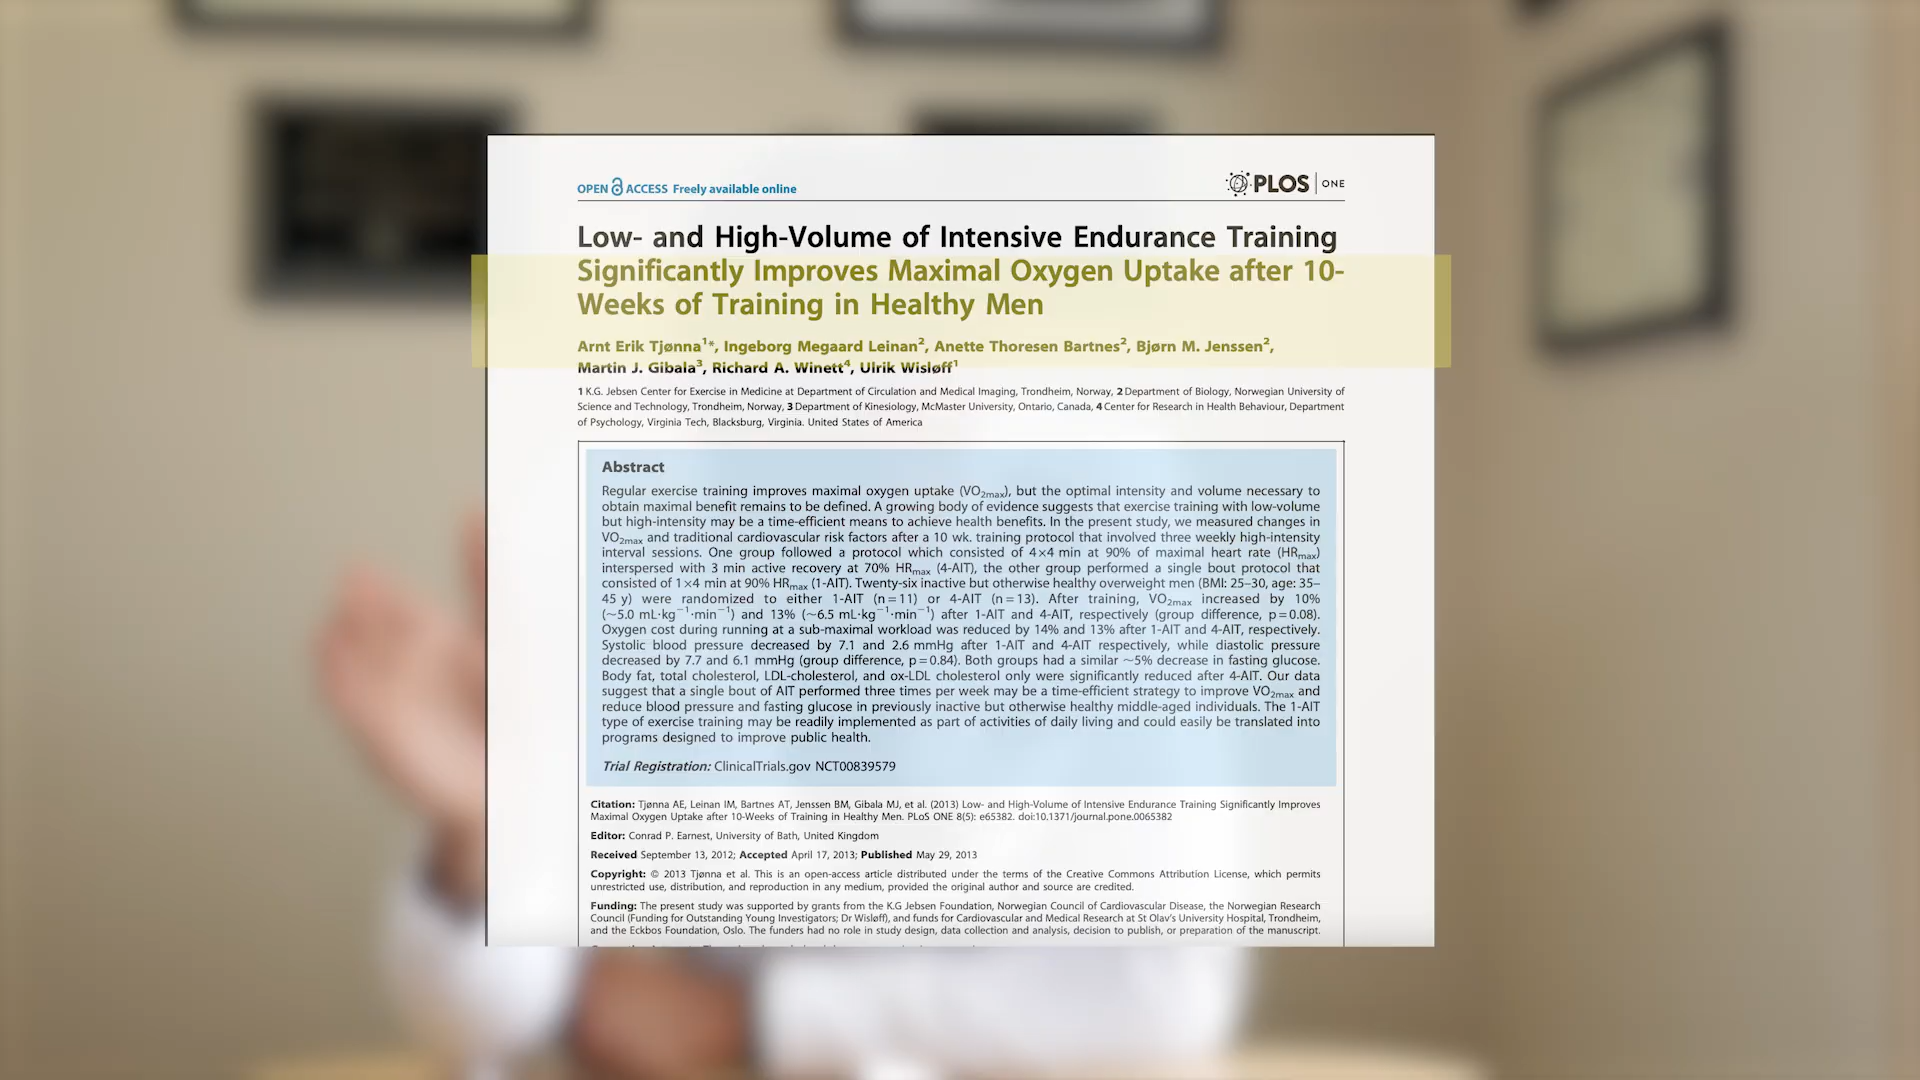 OPEN ACCESS Freely available online
PLOS ONE
Low- and High-Volume of Intensive Endurance Training
Significantly Improves Maximal Oxygen Uptake after 10-
Weeks of Training in Healthy Men
Arnt Erik Tjønna1*, Ingeborg Megaard Leinan2, Anette Thoresen Bartnes2, Bjørn M. Jenssen2,
Martin J. Gibala3, Richard A. Winett4, Ulrik Wisløff1
1 K.G. Jebsen Center for Exercise in Medicine at Department of Circulation and Medical Imaging, Trondheim, Norway, 2 Department of Biology, Norwegian University of
Science and Technology, Trondheim, Norway, 3 Department of Kinesiology, McMaster University, Ontario, Canada, 4 Center for Research in Health Behaviour, Department
of Psychology, Virginia Tech, Blacksburg, Virginia. United States of America
Abstract
Regular exercise training improves maximal oxygen uptake (VO2max), but the optimal intensity and volume necessary to
obtain maximal benefit remains to be defined. A growing body of evidence suggests that exercise training with low-volume
but high-intensity may be a time-efficient means to achieve health benefits. In the present study, we measured changes in
VO2max and traditional cardiovascular risk factors after a 10 wk. training protocol that involved three weekly high-intensity
interval sessions. One group followed a protocol which consisted of 4×4 min at 90% of maximal heart rate (HRmax)
interspersed with 3 min active recovery at 70% HRmax (4-AIT), the other group performed a single bout protocol that
consisted of 1×4 min at 90% HRmax (1-AIT). Twenty-six inactive but otherwise healthy overweight men (BMI: 25–30, age: 35–
45 y) were randomized to either 1-AIT (n=11) or 4-AIT (n=13). After training, VO2max increased by 10%
(∼5.0 mL·kg−1·min−1) and 13% (∼6.5 mL·kg−1·min−1) after 1-AIT and 4-AIT, respectively (group difference, p=0.08).
Oxygen cost during running at a sub-maximal workload was reduced by 14% and 13% after 1-AIT and 4-AIT, respectively.
Systolic blood pressure decreased by 7.1 and 2.6 mmHg after 1-AIT and 4-AIT respectively, while diastolic pressure
decreased by 7.7 and 6.1 mmHg (group difference, p=0.84). Both groups had a similar ∼5% decrease in fasting glucose.
Body fat, total cholesterol, LDL-cholesterol, and ox-LDL cholesterol only were significantly reduced after 4-AIT. Our data
suggest that a single bout of AIT performed three times per week may be a time-efficient strategy to improve VO2max and
reduce blood pressure and fasting glucose in previously inactive but otherwise healthy middle-aged individuals. The 1-AIT
type of exercise training may be readily implemented as part of activities of daily living and could easily be translated into
programs designed to improve public health.
Trial Registration: ClinicalTrials.gov NCT00839579
Citation: Tjønna AE, Leinan IM, Bartnes AT, Jenssen BM, Gibala MJ, et al. (2013) Low- and High-Volume of Intensive Endurance Training Significantly Improves
Maximal Oxygen Uptake after 10-Weeks of Training in Healthy Men. PLoS ONE 8(5): e65382. doi:10.1371/journal.pone.0065382
Editor: Conrad P. Earnest, University of Bath, United Kingdom
Received September 13, 2012; Accepted April 17, 2013; Published May 29, 2013
Copyright: © 2013 Tjønna et al. This is an open-access article distributed under the terms of the Creative Commons Attribution License, which permits
unrestricted use, distribution, and reproduction in any medium, provided the original author and source are credited.
Funding: The present study was supported by grants from the K.G Jebsen Foundation, Norwegian Council of Cardiovascular Disease, the Norwegian Research
Council (Funding for Outstanding Young Investigators; Dr Wisløff), and funds for Cardiovascular and Medical Research at St Olav's University Hospital, Trondheim,
and the Eckbos Foundation, Oslo. The funders had no role in study design, data collection and analysis, decision to publish, or preparation of the manuscript.